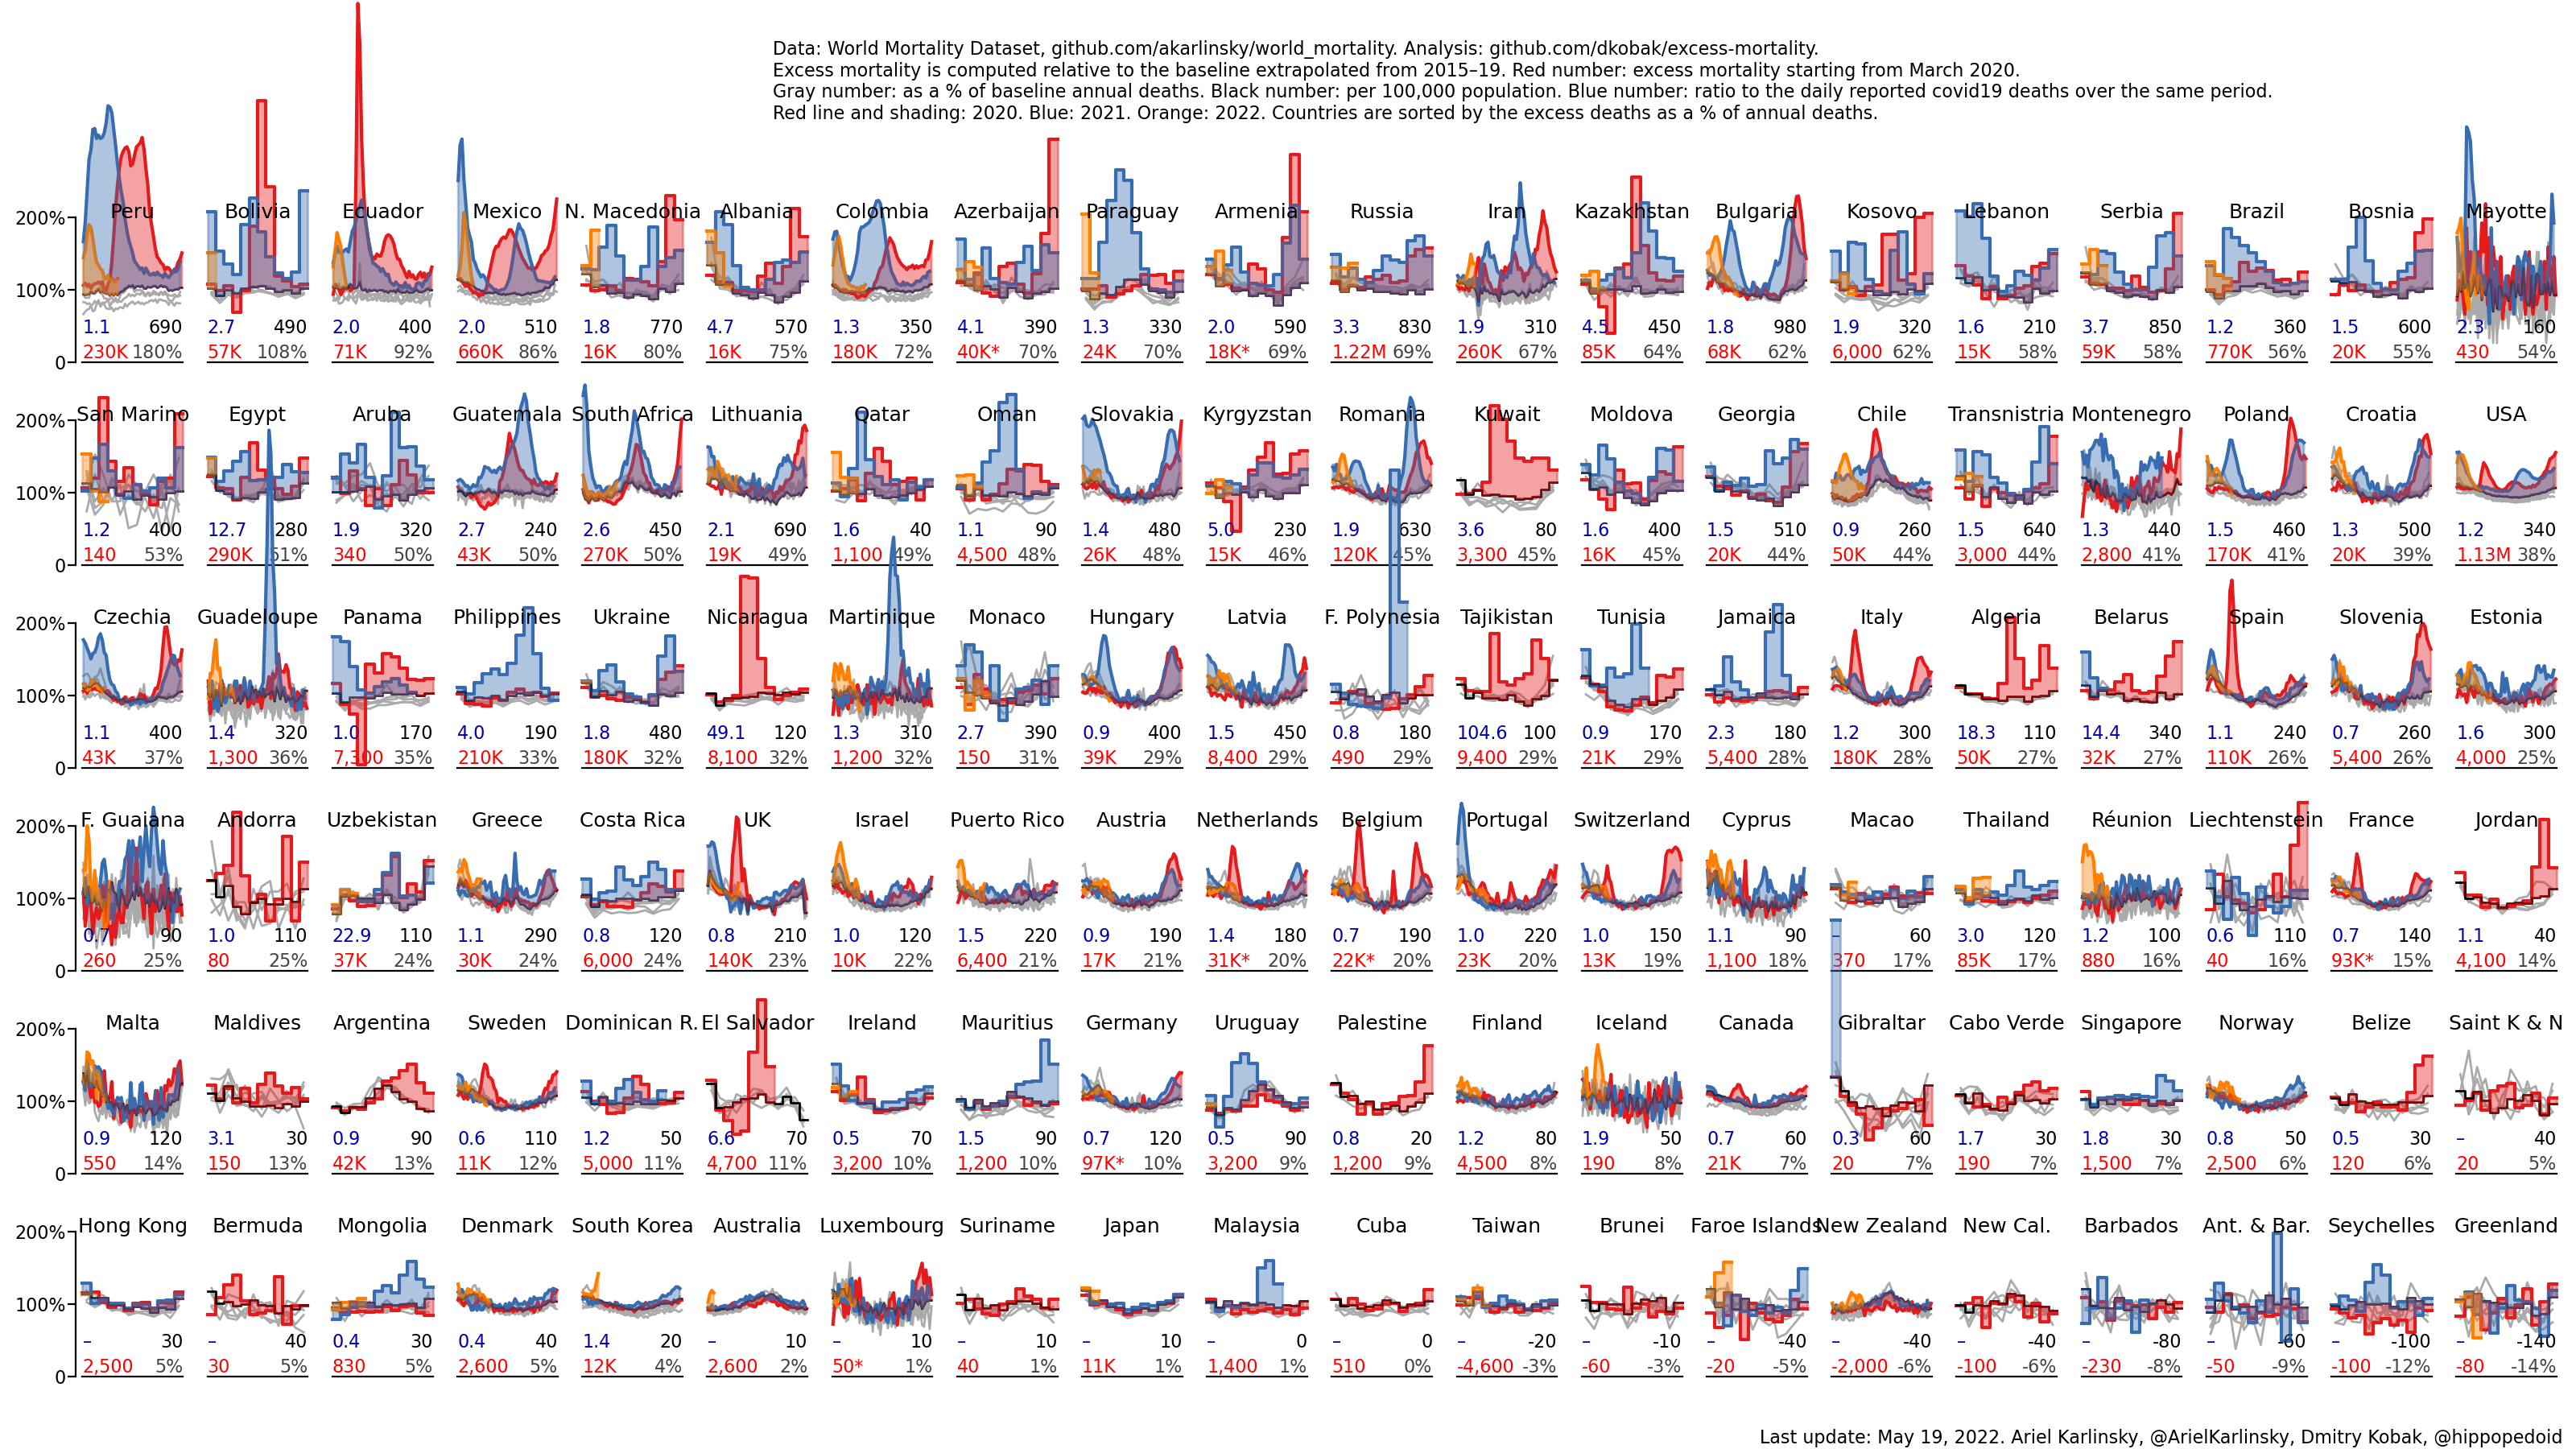 Data: World Mortality Dataset, github.com/akarlinsky/world_mortality. Analysis: github.com/dkobak/excess-mortality.
Excess mortality is computed relative to the baseline extrapolated from 2015–19. Red number: excess mortality starting from March 2020.
Gray number: as a % of baseline annual deaths. Black number: per 100,000 population. Blue number: ratio to the daily reported covid19 deaths over the same period.
Red line and shading: 2020. Blue: 2021. Orange: 2022. Countries are sorted by the excess deaths as a % of annual deaths.
Peru Bolivia Ecuador Mexico N. Macedonia Albania Colombia Azerbaijan Paraguay Armenia Russia Iran Kazakhstan Bulgaria Kosovo Lebanon Serbia Brazil Bosnia Mayotte
200%
100%
1.1 690 2.7 490 2.0 400 2.0 510 1.8 770 4.7 570 1.3 350 4.1 390 1.3 330 2.0 590 3.3 830 1.9 310 4.5 450 1.8 980 1.9 320 1.6 210 3.7 850 1.2 360 1.5 600 2.3 160
0 230K 180% 57K 108% 71K 92% 660K 86% 16K 80% 16K 75% 180K 72% 40K* 70% 24K 70% 18K* 69% 1.22M 69% 260K 67% 85K 64% 68K 62% 6,000 62% 15K 58% 59K 58% 770K 56% 20K 55% 430 54%
San Marino Egypt Aruba Guatemala South Africa Lithuania Qatar Oman Slovakia Kyrgyzstan Romania Kuwait Moldova Georgia Chile Transnistria Montenegro Poland Croatia USA
200%
100%
1.2 400 12.7 280 1.9 320 2.7 240 2.6 450 2.1 690 1.6 40 1.1 90 1.4 480 5.0 230 1.9 630 3.6 80 1.6 400 1.5 510 0.9 260 1.5 640 1.3 440 1.5 460 1.3 500 1.2 340
0 140 53% 290K 51% 340 50% 43K 50% 270K 50% 19K 49% 1,100 49% 4,500 48% 26K 48% 15K 46% 120K 45% 3,300 45% 16K 45% 20K 44% 50K 44% 3,000 44% 2,800 41% 170K 41% 20K 39% 1.13M 38%
Czechia Guadeloupe Panama Philippines Ukraine Nicaragua Martinique Monaco Hungary Latvia F. Polynesia Tajikistan Tunisia Jamaica Italy Algeria Belarus Spain Slovenia Estonia
200%
100%
1.1 400 1.4 320 1.0 170 4.0 190 1.8 480 49.1 120 1.3 310 2.7 390 0.9 400 1.5 450 0.8 180 104.6 100 0.9 170 2.3 180 1.2 300 18.3 110 14.4 340 1.1 240 0.7 260 1.6 300
0 43K 37% 1,300 36% 7,300 35% 210K 33% 180K 32% 8,100 32% 1,200 32% 150 31% 39K 29% 8,400 29% 490 29% 9,400 29% 21K 29% 5,400 28% 180K 28% 50K 27% 32K 27% 110K 26% 5,400 26% 4,000 25%
F. Guaiana Andorra Uzbekistan Greece Costa Rica UK Israel Puerto Rico Austria Netherlands Belgium Portugal Switzerland Cyprus Macao Thailand Réunion Liechtenstein France Jordan
200%
100%
0.7 90 1.0 110 22.9 110 1.1 290 0.8 120 0.8 210 1.0 120 1.5 220 0.9 190 1.4 180 0.7 190 1.0 220 1.0 150 1.1 90 – 60 3.0 120 1.2 100 0.6 110 0.7 140 1.1 40
0 260 25% 80 25% 37K 24% 30K 24% 6,000 24% 140K 23% 10K 22% 6,400 21% 17K 21% 31K* 20% 22K* 20% 23K 20% 13K 19% 1,100 18% 370 17% 85K 17% 880 16% 40 16% 93K* 15% 4,100 14%
Malta Maldives Argentina Sweden Dominican R. El Salvador Ireland Mauritius Germany Uruguay Palestine Finland Iceland Canada Gibraltar Cabo Verde Singapore Norway Belize Saint K & N
200%
100%
0.9 120 3.1 30 0.9 90 0.6 110 1.2 50 6.6 70 0.5 70 1.5 90 0.7 120 0.5 90 0.8 20 1.2 80 1.9 50 0.7 60 0.3 60 1.7 30 1.8 30 0.8 50 0.5 30 – 40
0 550 14% 150 13% 42K 13% 11K 12% 5,000 11% 4,700 11% 3,200 10% 1,200 10% 97K* 10% 3,200 9% 1,200 9% 4,500 8% 190 8% 21K 7% 20 7% 190 7% 1,500 7% 2,500 6% 120 6% 20 5%
Hong Kong Bermuda Mongolia Denmark South Korea Australia Luxembourg Suriname Japan Malaysia Cuba Taiwan Brunei Faroe Islands New Zealand New Cal. Barbados Ant. & Bar. Seychelles Greenland
200%
100%
– 30 – 40 0.4 30 0.4 40 1.4 20 – 10 – 10 – 10 – 10 – 0 – 0 – -20 – -10 – -40 – -40 – -40 – -80 – -60 – -100 – -140
0 2,500 5% 30 5% 830 5% 2,600 5% 12K 4% 2,600 2% 50* 1% 40 1% 11K 1% 1,400 1% 510 0% -4,600 -3% -60 -3% -20 -5% -2,000 -6% -100 -6% -230 -8% -50 -9% -100 -12% -80 -14%
Last update: May 19, 2022. Ariel Karlinsky, @ArielKarlinsky, Dmitry Kobak, @hippopedoid